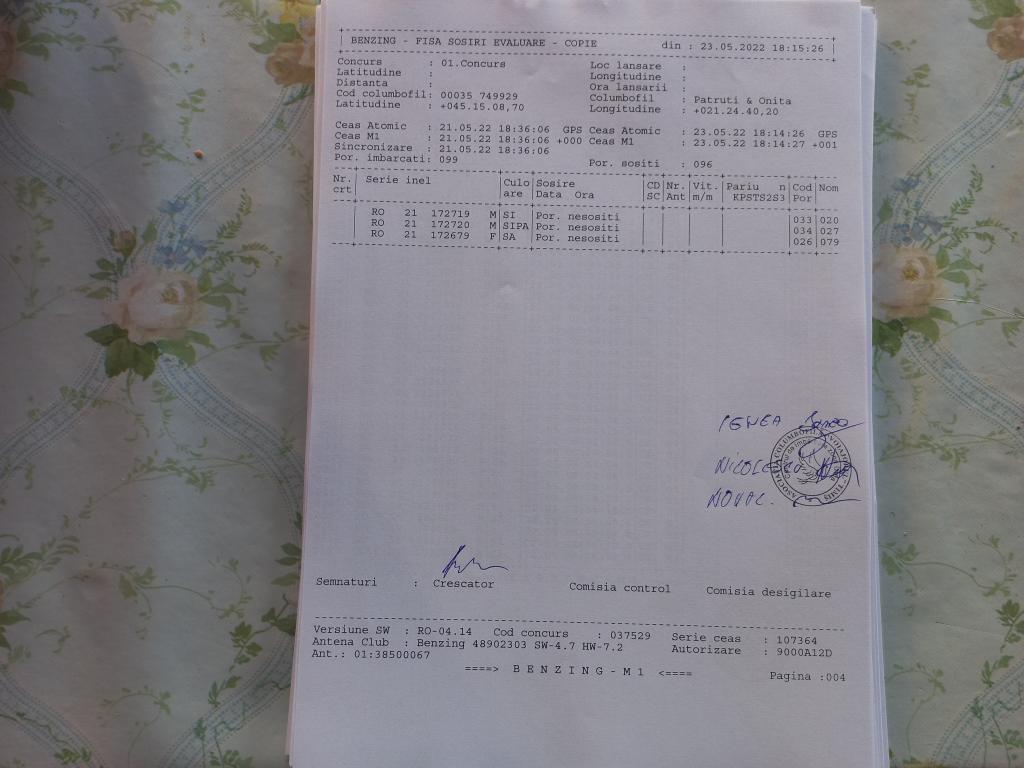 BENZING - FISA SOSIRI EVALUARE - COPIE din : 23.05.2022 18:15:26
Concurs : 01.Concurs Loc lansare :
Latitudine : Longitudine :
Distanta : Ora lansarii :
Cod columbofil: 00035 749929 Columbofil : Patruti & Onita
Latitudine : +045.15.08,70 Longitudine : +021.24.40,20
Ceas Atomic : 21.05.22 18:36:06 GPS Ceas Atomic : 23.05.22 18:14:26 GPS
Ceas M1 : 21.05.22 18:36:06 +000 Ceas M1 : 23.05.22 18:14:27 +001
Sincronizare : 21.05.22 18:36:06
Por. imbarcati: 099 Por. sositi : 096
Nr. Serie inel Culo Sosire CD Nr. Vit. Pariu n Cod Nom
crt are Data Ora SC Ant m/m KPSTS2S3 Por
RO 21 172719 M SI Por. nesositi 033 020
RO 21 172720 M SIPA Por. nesositi 034 027
RO 21 172679 F SA Por. nesositi 026 079
Semnaturi : Crescator Comisia control Comisia desigilare
Versiune SW : RO-04.14 Cod concurs : 037529 Serie ceas : 107364
Antena Club : Benzing 48902303 SW-4.7 HW-7.2 Autorizare : 9000A12D
Ant.: 01:38500067
====> B E N Z I N G - M 1 <====
Pagina :004